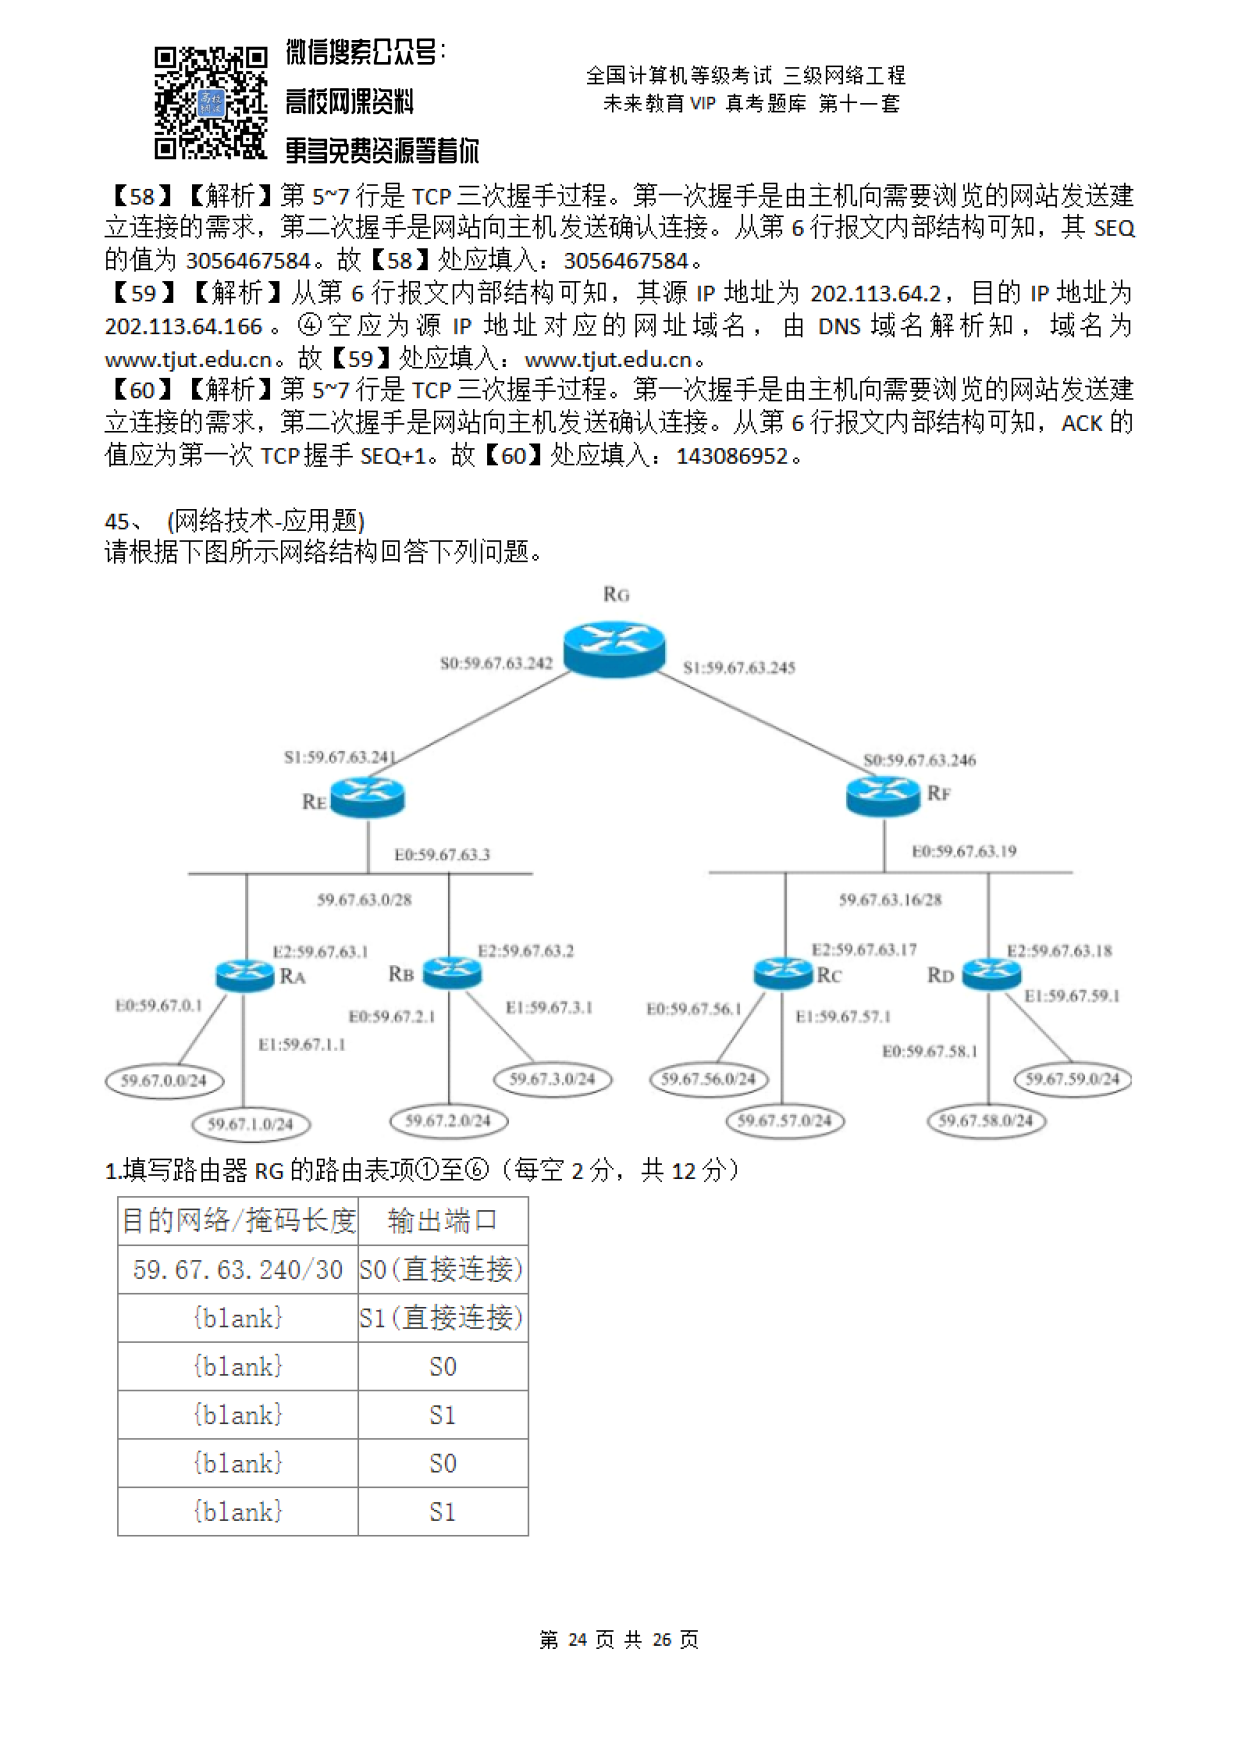 微信搜索公众号：
高校网课资料
更多免费资源等着你
全国计算机等级考试 三级网络工程
未来教育 VIP 真考题库 第十一套
【58】【解析】第 5~7 行是 TCP 三次握手过程。第一次握手是由主机向需要浏览的网站发送建
立连接的需求，第二次握手是网站向主机发送确认连接。从第 6 行报文内部结构可知，其 SEQ
的值为 3056467584。故【58】处应填入：3056467584。
【59】【解析】从第 6 行报文内部结构可知，其源 IP 地址为 202.113.64.2，目的 IP 地址为
202.113.64.166。④空应为源 IP 地址对应的网址域名，由 DNS 域名解析知，域名为
www.tjut.edu.cn。故【59】处应填入：www.tjut.edu.cn。
【60】【解析】第 5~7 行是 TCP 三次握手过程。第一次握手是由主机向需要浏览的网站发送建
立连接的需求，第二次握手是网站向主机发送确认连接。从第 6 行报文内部结构可知，ACK 的
值应为第一次 TCP 握手 SEQ+1。故【60】处应填入：143086952。
45、 (网络技术-应用题)
请根据下图所示网络结构回答下列问题。
RG
S0:59.67.63.242
S1:59.67.63.245
S1:59.67.63.241
S0:59.67.63.246
RE
RF
E0:59.67.63.3
E0:59.67.63.19
59.67.63.0/28
59.67.63.16/28
E2:59.67.63.1
E2:59.67.63.2
E2:59.67.63.17
E2:59.67.63.18
RA
RB
RC
RD
E0:59.67.0.1
E1:59.67.1.1
E0:59.67.2.1
E1:59.67.3.1
E0:59.67.56.1
E1:59.67.57.1
E0:59.67.58.1
E1:59.67.59.1
59.67.0.0/24
59.67.3.0/24
59.67.56.0/24
59.67.59.0/24
59.67.1.0/24
59.67.2.0/24
59.67.57.0/24
59.67.58.0/24
1.填写路由器 RG 的路由表项①至⑥（每空 2 分，共 12 分）
目的网络/掩码长度 输出端口
59.67.63.240/30 S0(直接连接)
{blank} S1(直接连接)
{blank} S0
{blank} S1
{blank} S0
{blank} S1
第 24 页 共 26 页